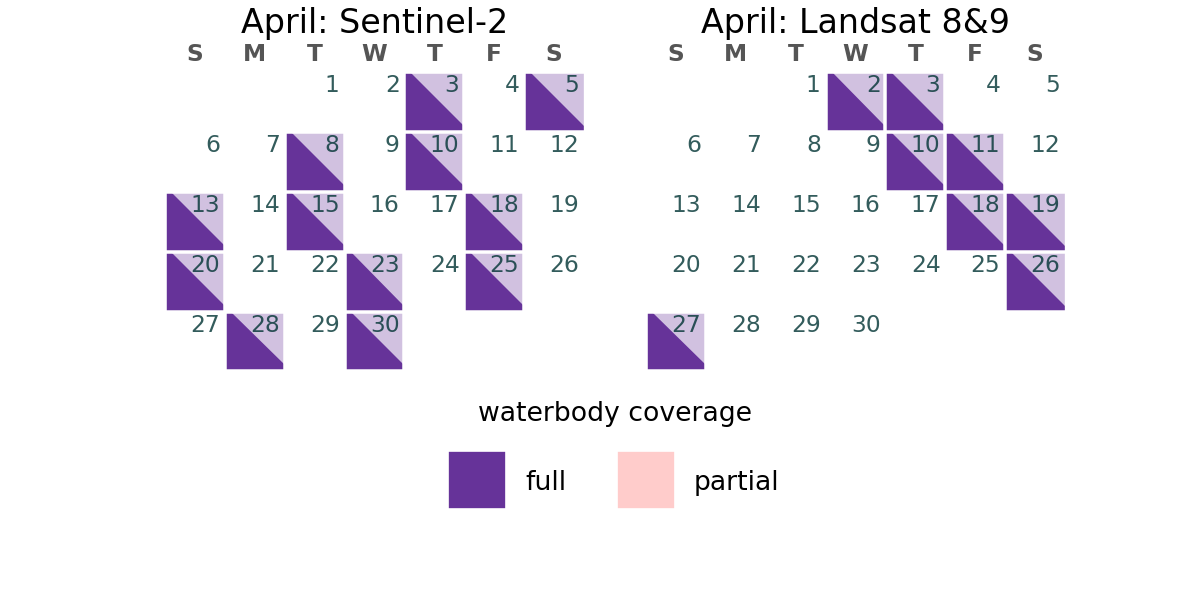 April: Sentinel-2
S M T W T F S
1 2 3 4 5
6 7 8 9 10 11 12
13 14 15 16 17 18 19
20 21 22 23 24 25 26
27 28 29 30
April: Landsat 8&9
S M T W T F S
1 2 3 4 5
6 7 8 9 10 11 12
13 14 15 16 17 18 19
20 21 22 23 24 25 26
27 28 29 30
waterbody coverage
full partial